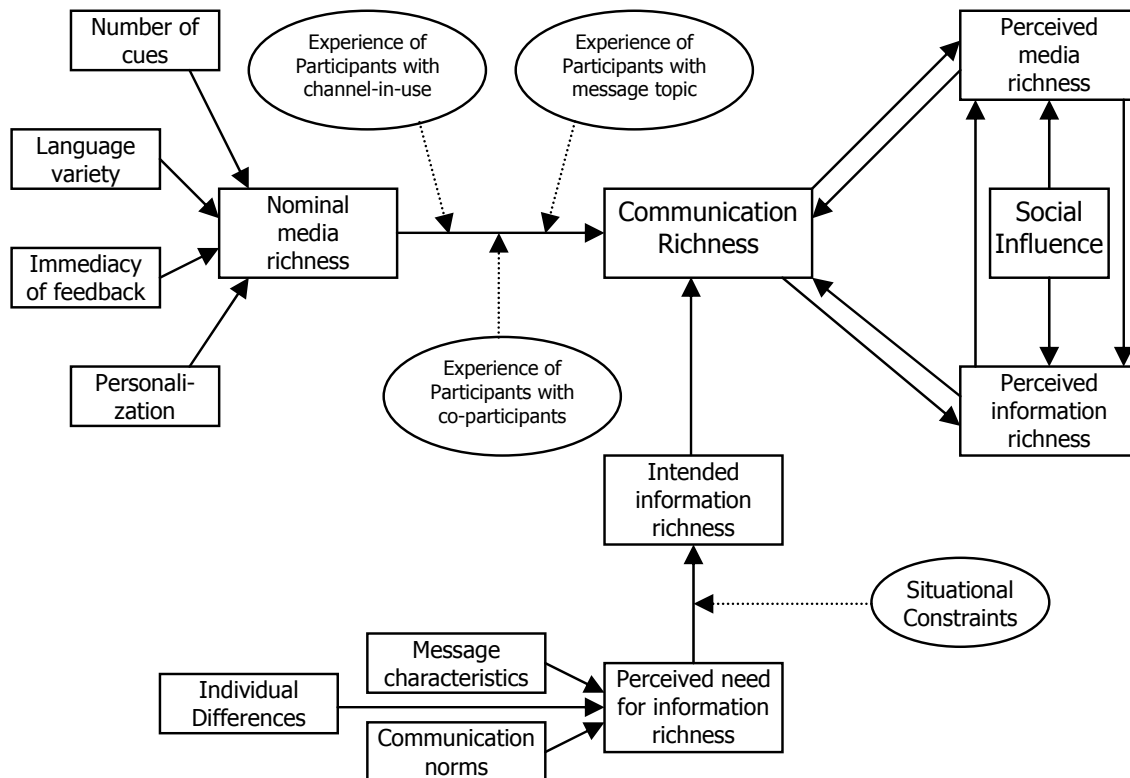 Number of
cues
Experience of
Participants with
channel-in-use
Experience of
Participants with
message topic
Perceived
media
richness
Language
variety
Nominal
media
richness
Communication
Richness
Social
Influence
Immediacy
of feedback
Personali-
zation
Experience of
Participants with
co-participants
Perceived
information
richness
Intended
information
richness
Situational
Constraints
Message
characteristics
Individual
Differences
Perceived need
for information
richness
Communication
norms